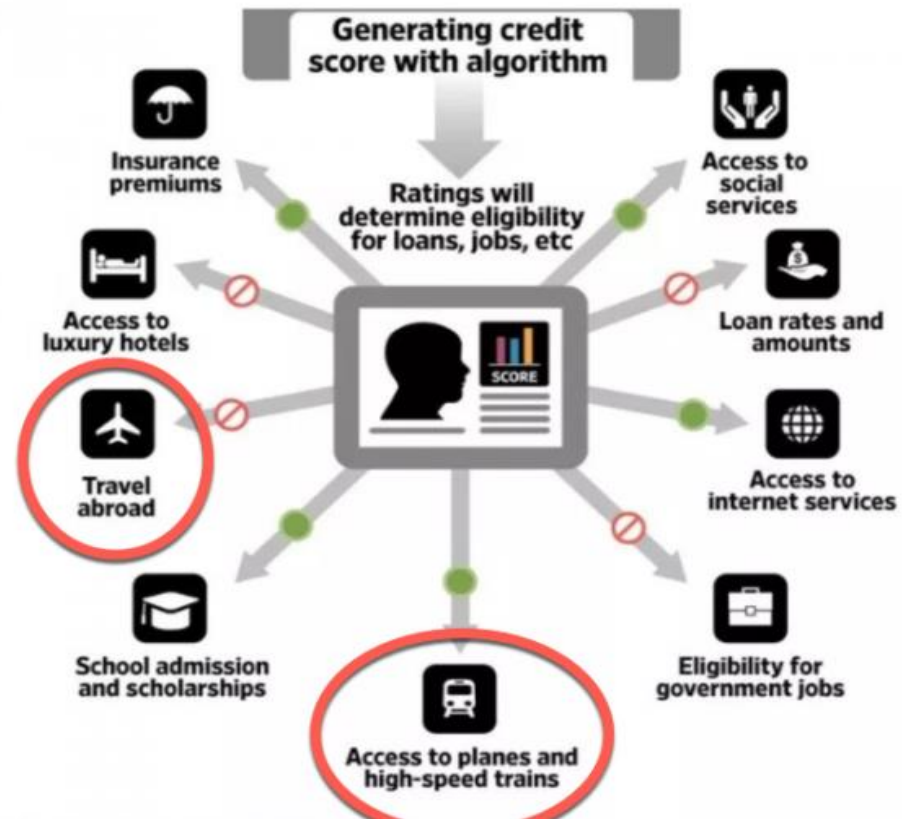 Generating credit
score with algorithm
Ratings will
determine eligibility
for loans, jobs, etc
Insurance
premiums
Access to
social
services
Access to
luxury hotels
Loan rates and
amounts
SCORE
Travel
abroad
Access to
internet services
School admission
and scholarships
Eligibility for
government jobs
Access to planes and
high-speed trains